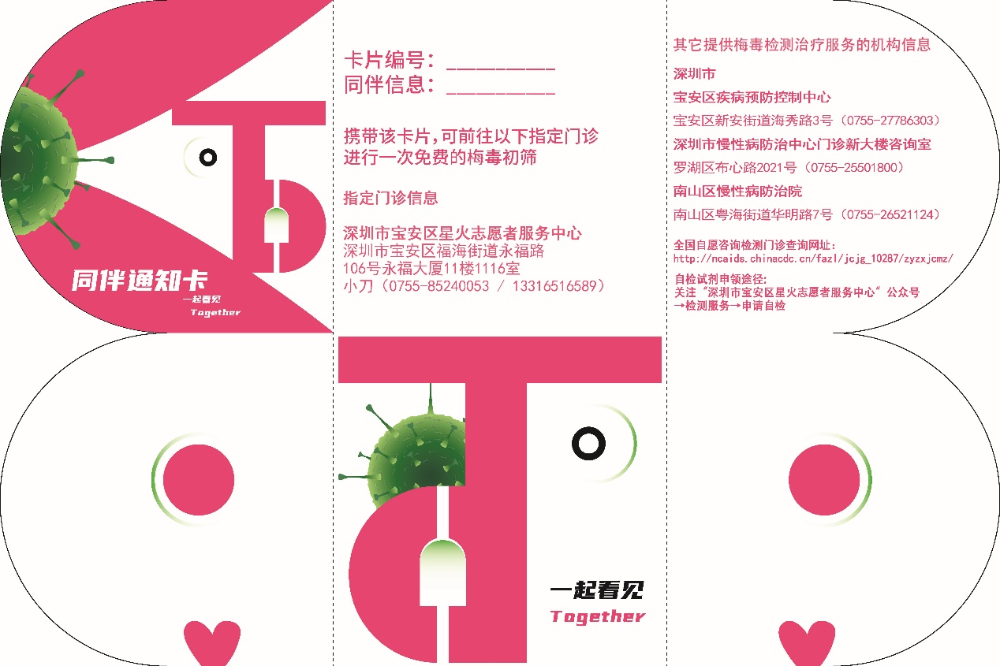 同伴通知卡
一起看见
Together
卡片编号：___________
同伴信息：___________
携带该卡片,可前往以下指定门诊
进行一次免费的梅毒初筛
指定门诊信息
深圳市宝安区星火志愿者服务中心
深圳市宝安区福海街道永福路
106号永福大厦11楼1116室
小刀（0755-85240053 / 13316516589）
其它提供梅毒检测治疗服务的机构信息
深圳市
宝安区疾病预防控制中心
宝安区新安街道海秀路3号（0755-27786303）
深圳市慢性病防治中心门诊新大楼咨询室
罗湖区布心路2021号（0755-25501800）
南山区慢性病防治院
南山区粤海街道华明路7号（0755-26521124）
全国自愿咨询检测门诊查询网址：
http://ncaids.chinacdc.cn/fazl/jcjg_10287/zyzxjcmz/
自检试剂申领途径:
关注“深圳市宝安区星火志愿者服务中心”公众号
→检测服务→申请自检
一起看见
Together